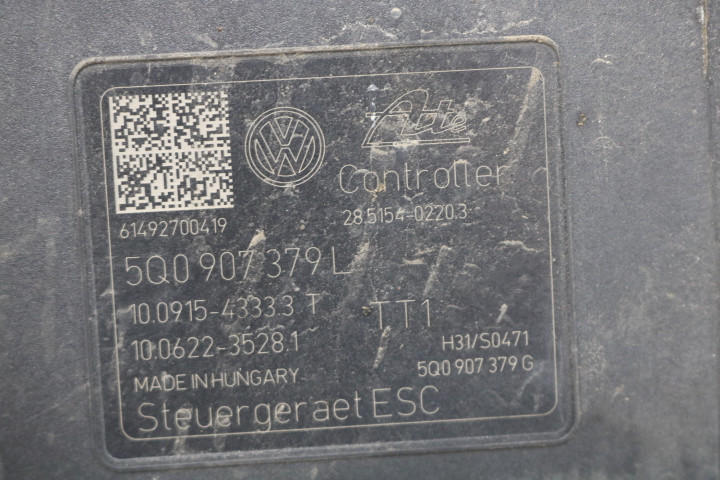 Ate
Controller
61492700419
28.5154-0220.3
5Q0 907 379 L
10.0915-4333.3 T TT1
10.0622-3528.1 H31/S0471
MADE IN HUNGARY 5Q0 907 379 G
Steuergeraet ESC